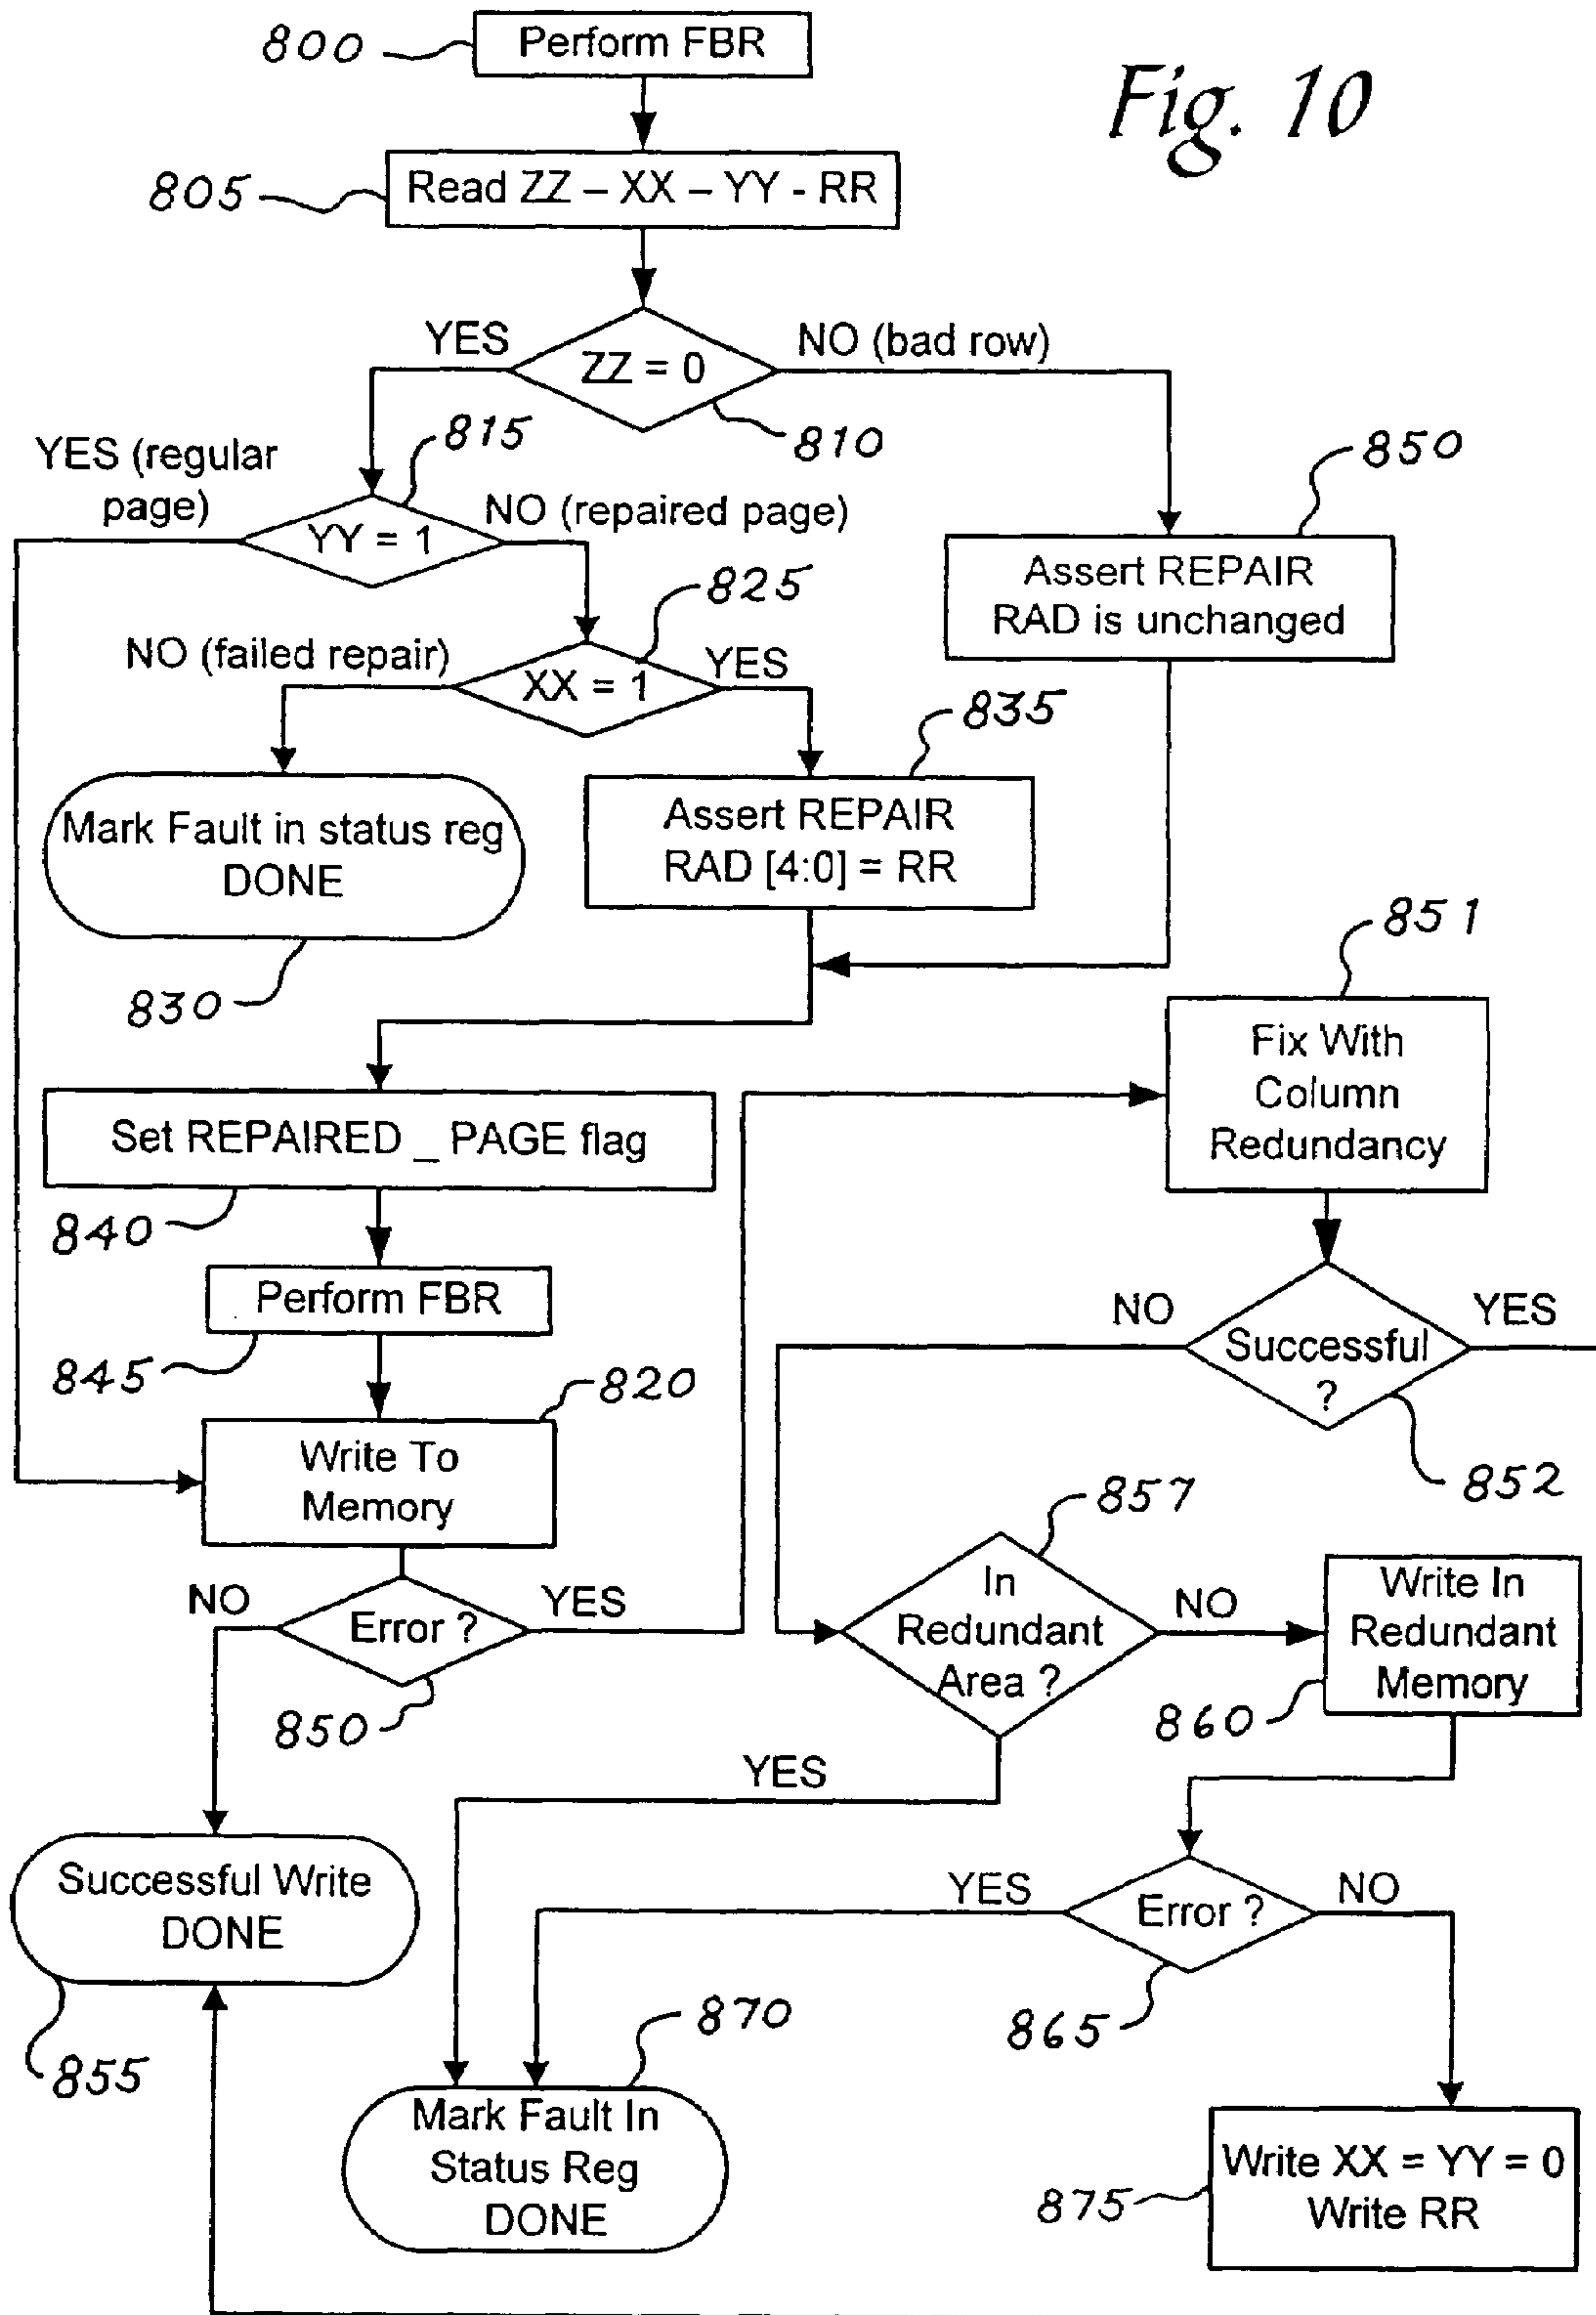 Fig. 10
800
Perform FBR
805
Read ZZ – XX – YY - RR
YES
ZZ = 0
NO (bad row)
810
815
YES (regular
page)
YY = 1
NO (repaired page)
850
Assert REPAIR
RAD is unchanged
825
NO (failed repair)
XX = 1
YES
835
Mark Fault in status reg
DONE
830
Assert REPAIR
RAD [4:0] = RR
851
Fix With
Column
Redundancy
Set REPAIRED _ PAGE flag
840
Perform FBR
845
NO
Successful
?
YES
852
820
Write To
Memory
857
In
Redundant
Area ?
NO
Write In
Redundant
Memory
860
NO
Error ?
YES
850
YES
Successful Write
DONE
855
YES
Error ?
NO
865
870
Mark Fault In
Status Reg
DONE
Write XX = YY = 0
Write RR
875